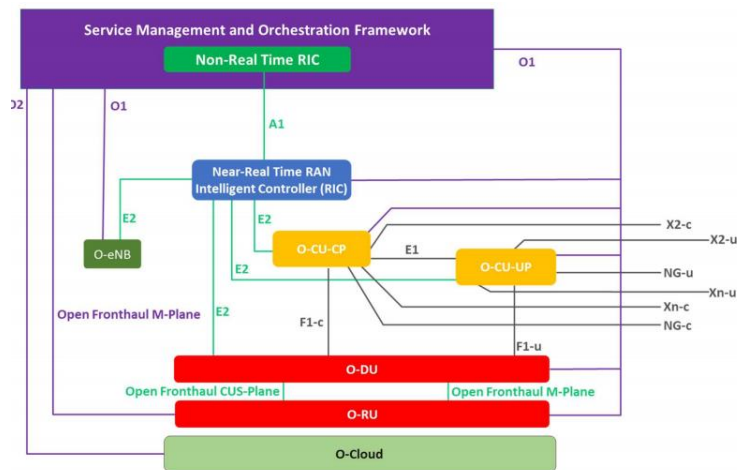 Service Management and Orchestration Framework
Non-Real Time RIC
O1
O2
O1
A1
Near-Real Time RAN
Intelligent Controller (RIC)
E2
E2
O-eNB
O-CU-CP
E1
X2-c
X2-u
O-CU-UP
E2
NG-u
Xn-u
Open Fronthaul M-Plane
E2
F1-c
Xn-c
NG-c
F1-u
O-DU
Open Fronthaul CUS-Plane
Open Fronthaul M-Plane
O-RU
O-Cloud